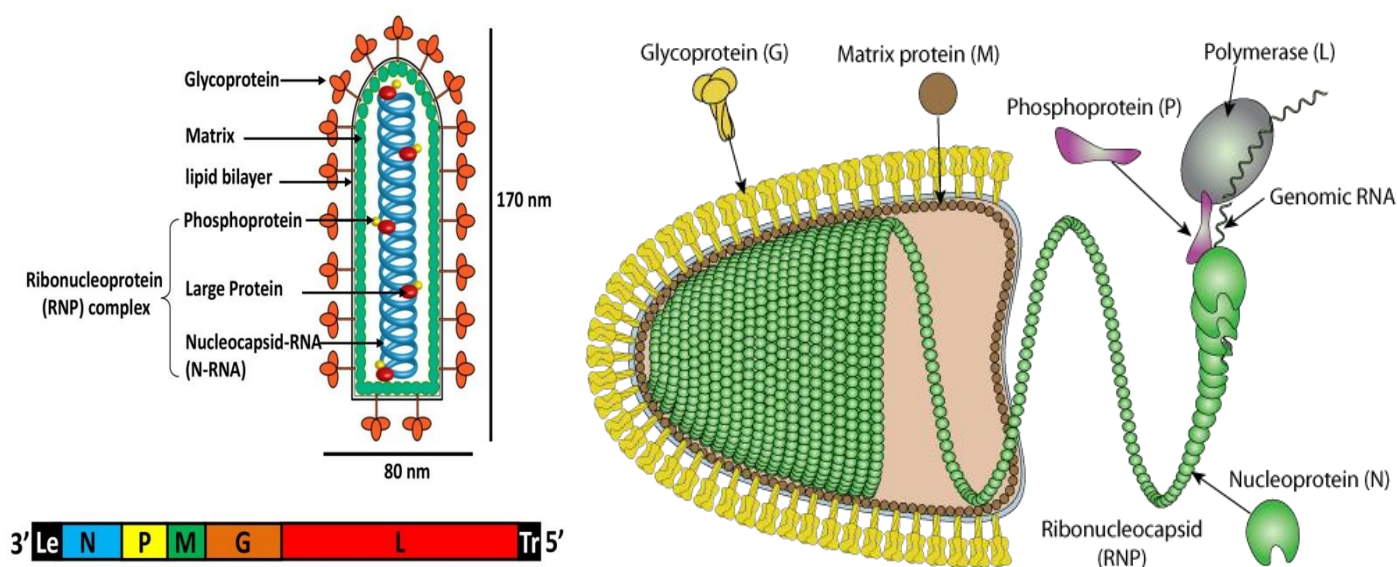 Glycoprotein
Matrix
lipid bilayer
Phosphoprotein
Ribonucleoprotein
(RNP) complex
Large Protein
Nucleocapsid-RNA
(N-RNA)
170 nm
80 nm
3’ Le N P M G L Tr 5’
Glycoprotein (G)
Matrix protein (M)
Polymerase (L)
Phosphoprotein (P)
Genomic RNA
Nucleoprotein (N)
Ribonucleocapsid
(RNP)